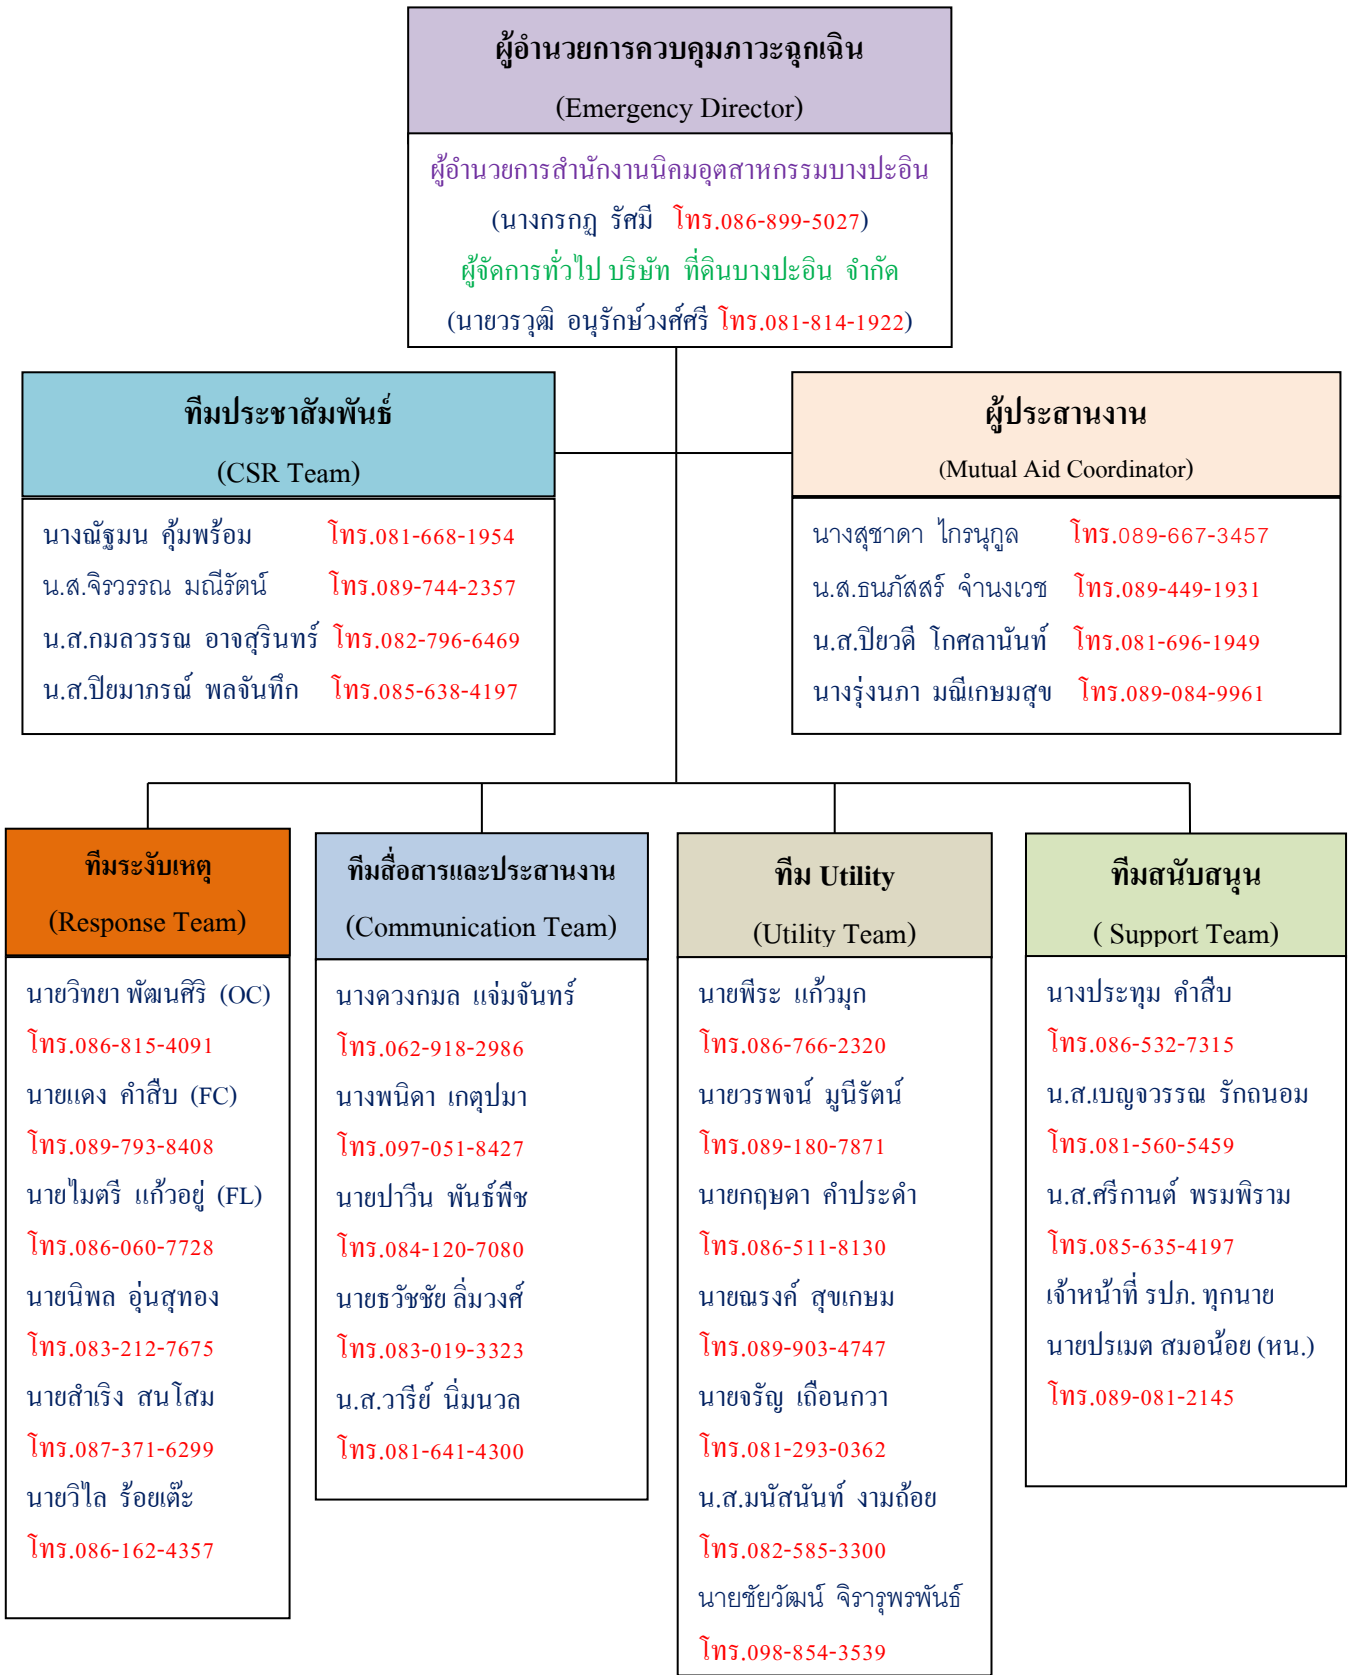 ผู้อำนวยการควบคุมภาวะฉุกเฉิน
(Emergency Director)
ผู้อำนวยการสำนักงานนิคมอุตสาหกรรมบางปะอิน
(นางกรกฎ รัศมี โทร.086-899-5027)
ผู้จัดการทั่วไป บริษัท ที่ดินบางปะอิน จำกัด
(นายวรวุฒิ อนุรักษ์วงศ์ศรี โทร.081-814-1922)
ทีมประชาสัมพันธ์
(CSR Team)
นางณัฐมน คุ้มพร้อม โทร.081-668-1954
น.ส.จิรวรรณ มณีรัตน์ โทร.089-744-2357
น.ส.กมลวรรณ อาจสุรินทร์ โทร.082-796-6469
น.ส.ปิยมาภรณ์ พลจันทึก โทร.085-638-4197
ผู้ประสานงาน
(Mutual Aid Coordinator)
นางสุชาดา ไกรนุกูล โทร.089-667-3457
น.ส.ธนภัสสร์ จำนงเวช โทร.089-449-1931
น.ส.ปิยวดี โกศลานันท์ โทร.081-696-1949
นางรุ่งนภา มณีเกษมสุข โทร.089-084-9961
ทีมระงับเหตุ
(Response Team)
นายวิทยา พัฒนศิริ (OC)
โทร.086-815-4091
นายแดง คำสืบ (FC)
โทร.089-793-8408
นายไมตรี แก้วอยู่ (FL)
โทร.086-060-7728
นายนิพล อุ่นสุทอง
โทร.083-212-7675
นายสำเริง สนโสม
โทร.087-371-6299
นายวิไล ร้อยเต๊ะ
โทร.086-162-4357
ทีมสื่อสารและประสานงาน
(Communication Team)
นางดวงกมล แจ่มจันทร์
โทร.062-918-2986
นางพนิดา เกตุปมา
โทร.097-051-8427
นายปาวีน พันธ์พืช
โทร.084-120-7080
นายธวัชชัย ลิ่มวงศ์
โทร.083-019-3323
น.ส.วารีย์ นิ่มนวล
โทร.081-641-4300
ทีม Utility
(Utility Team)
นายพีระ แก้วมุก
โทร.086-766-2320
นายวรพจน์ มูนีรัตน์
โทร.089-180-7871
นายกฤษดา คำประดำ
โทร.086-511-8130
นายณรงค์ สุขเกษม
โทร.089-903-4747
นายจรัญ เถือนกวา
โทร.081-293-0362
น.ส.มนัสนันท์ งามถ้อย
โทร.082-585-3300
นายชัยวัฒน์ จิรารุพรพันธ์
โทร.098-854-3539
ทีมสนับสนุน
( Support Team)
นางประทุม คำสืบ
โทร.086-532-7315
น.ส.เบญจวรรณ รักถนอม
โทร.081-560-5459
น.ส.ศรีกานต์ พรมพิราม
โทร.085-635-4197
เจ้าหน้าที่ รปภ. ทุกนาย
นายปรเมต สมอน้อย (หน.)
โทร.089-081-2145